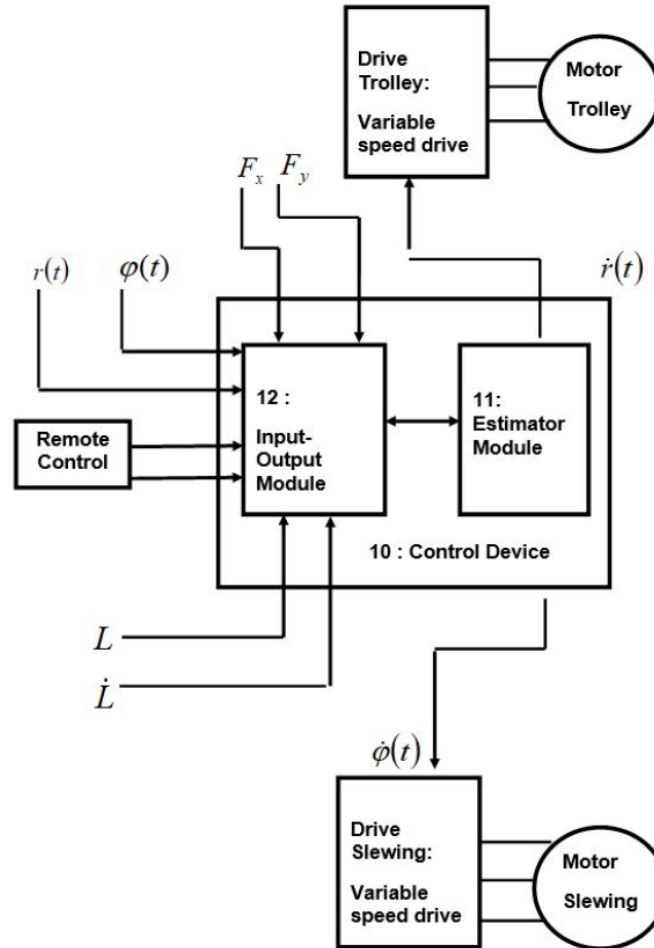 Drive
Trolley:
Variable
speed drive
Motor
Trolley
Fₓ
F_y
r(t)
φ(t)
ṙ(t)
Remote
Control
12 :
Input-
Output
Module
11:
Estimator
Module
10 : Control Device
L
L̇
φ̇(t)
Drive
Slewing:
Variable
speed drive
Motor
Slewing